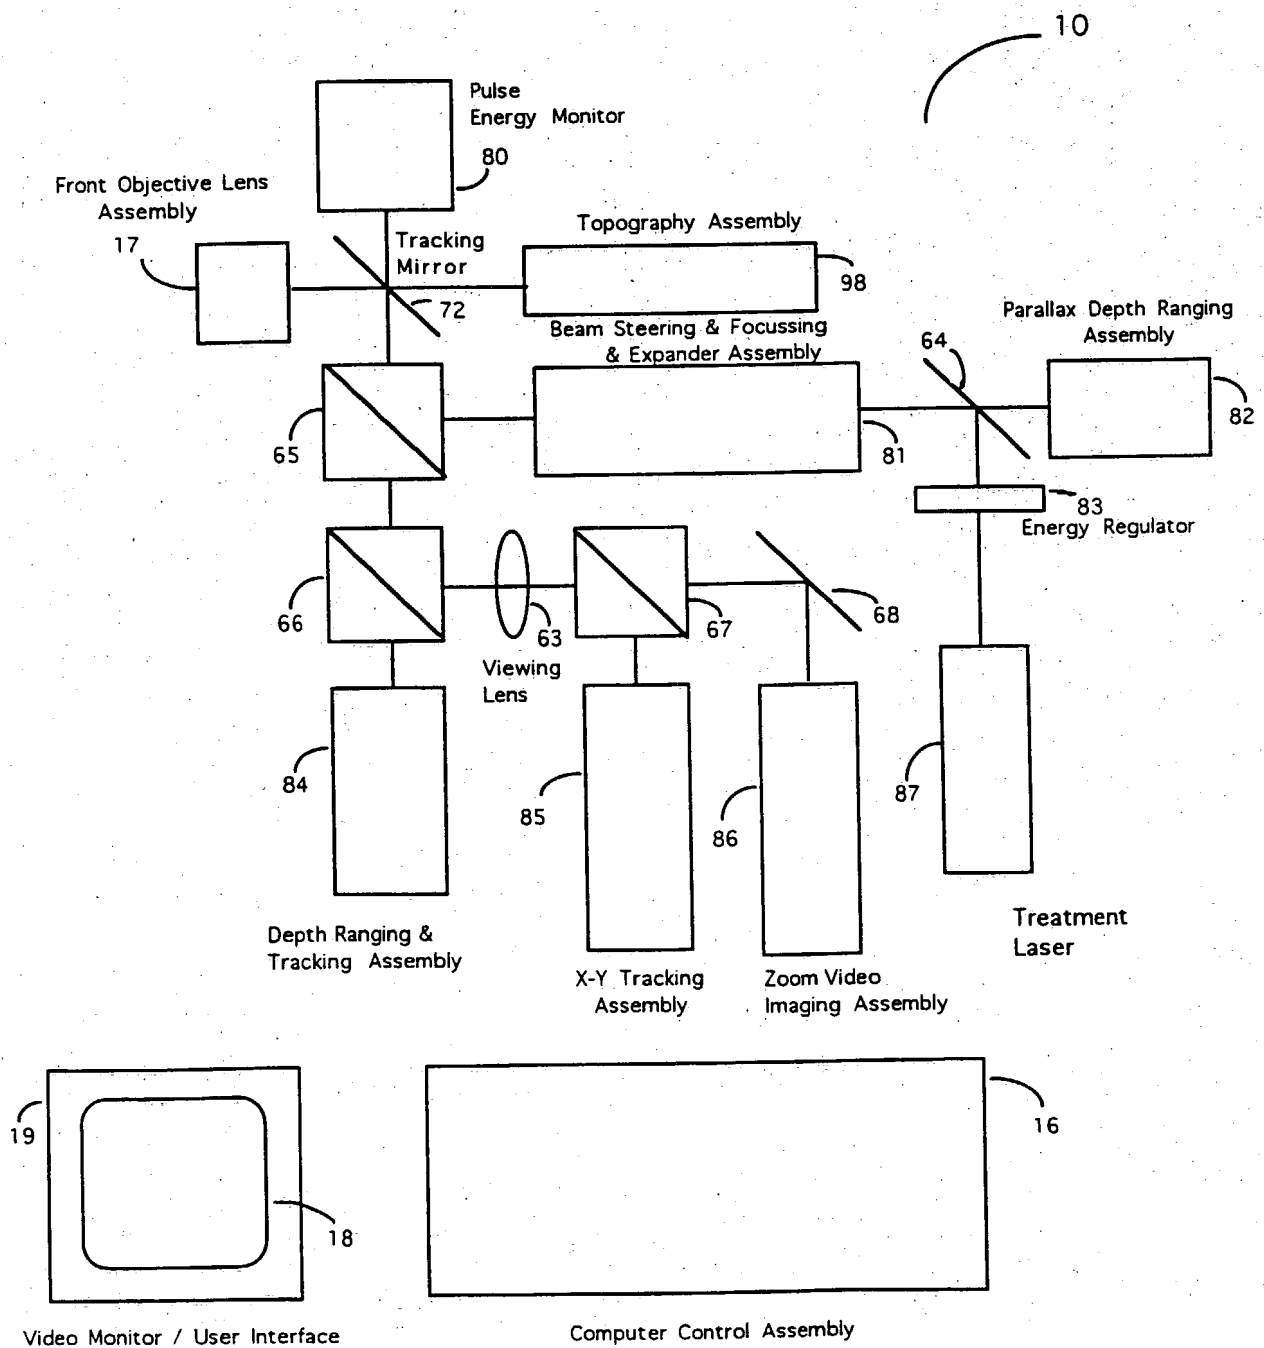 10
Pulse
Energy Monitor
80
Front Objective Lens
Assembly
17
Tracking
Mirror
72
Topography Assembly
98
Beam Steering & Focussing
& Expander Assembly
81
64
Parallax Depth Ranging
Assembly
82
65
83
Energy Regulator
66
63
Viewing
Lens
67
68
84
85
86
87
Depth Ranging &
Tracking Assembly
X-Y Tracking
Assembly
Zoom Video
Imaging Assembly
Treatment
Laser
19
18
16
Video Monitor / User Interface
Computer Control Assembly